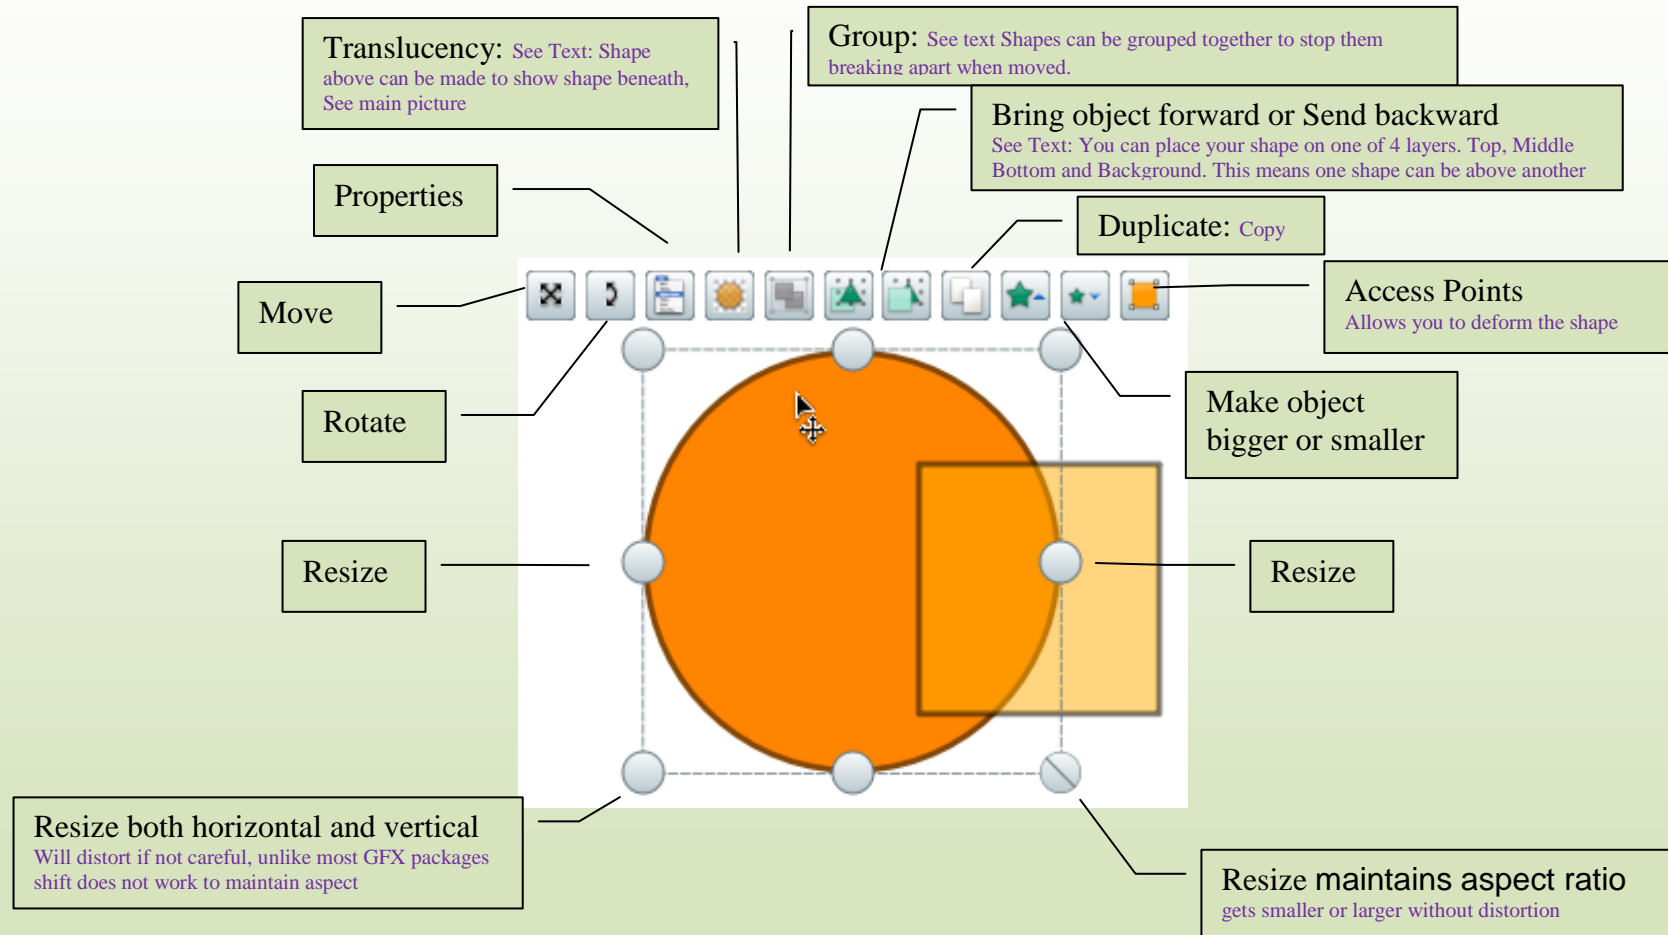 Translucency: See Text: Shape
above can be made to show shape beneath,
See main picture
Group: See text Shapes can be grouped together to stop them
breaking apart when moved.
Bring object forward or Send backward
See Text: You can place your shape on one of 4 layers. Top, Middle
Bottom and Background. This means one shape can be above another
Properties
Duplicate: Copy
Move
Access Points
Allows you to deform the shape
Rotate
Make object
bigger or smaller
Resize
Resize
Resize both horizontal and vertical
Will distort if not careful, unlike most GFX packages
shift does not work to maintain aspect
Resize maintains aspect ratio
gets smaller or larger without distortion